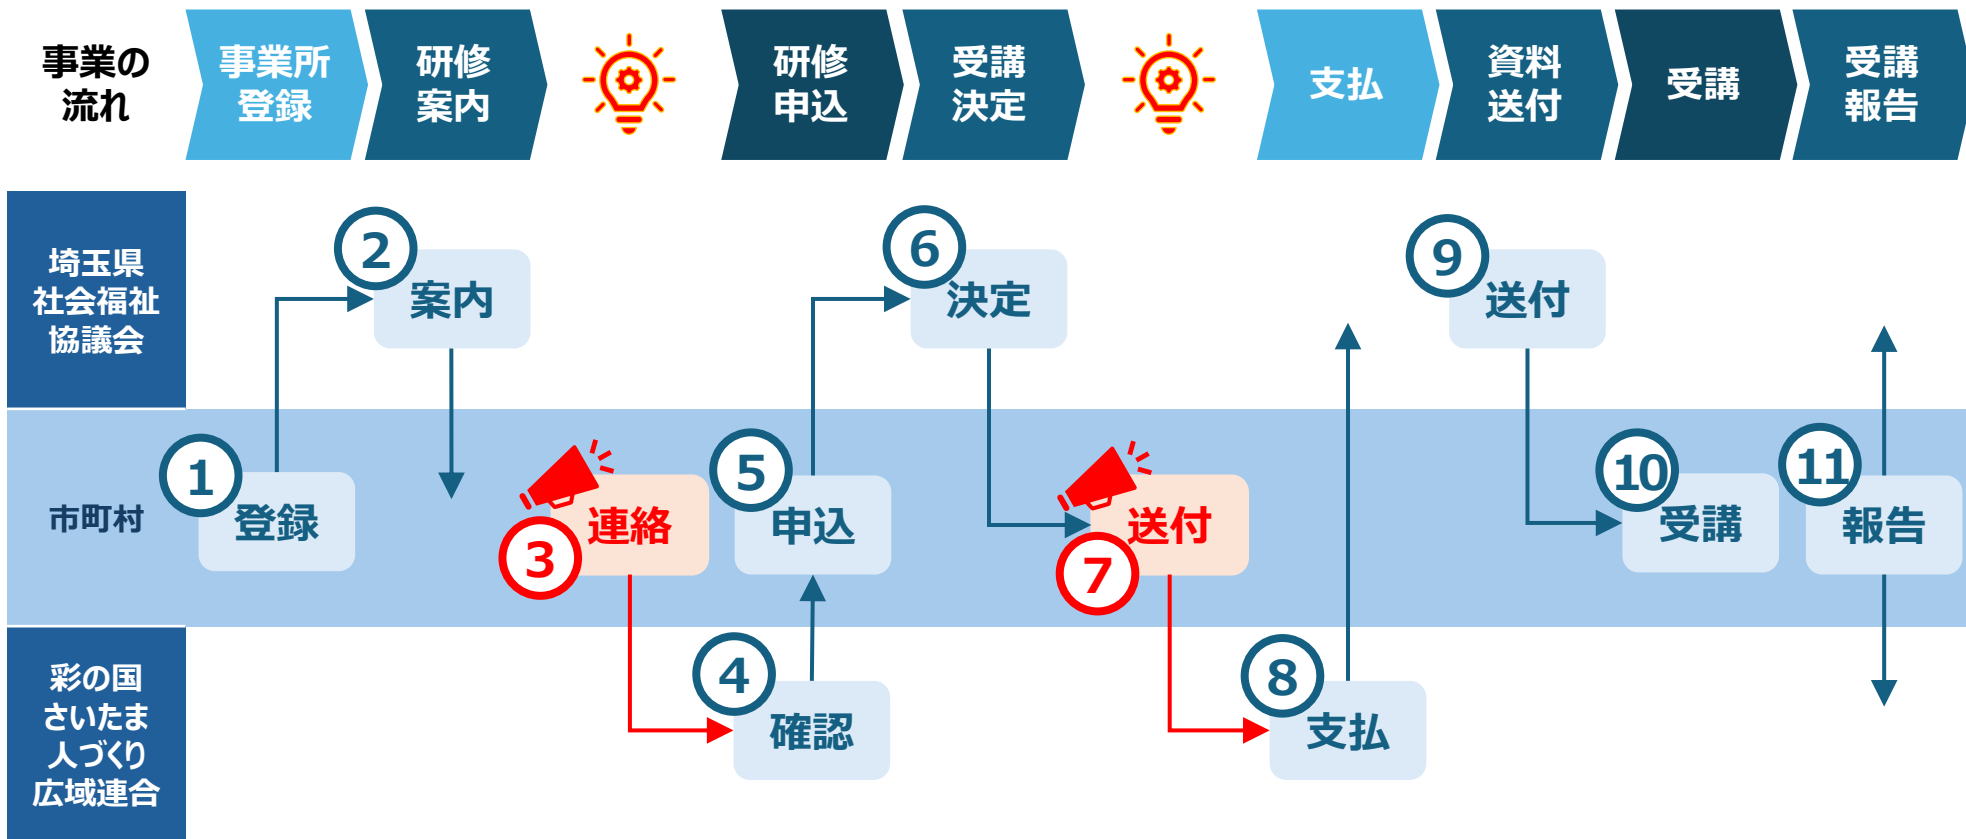 事業の
流れ
事業所
登録
研修
案内
研修
申込
受講
決定
支払
資料
送付
受講
受講
報告
埼玉県
社会福祉
協議会
② 案内
⑥ 決定
⑨ 送付
市町村
① 登録
③ 連絡
⑤ 申込
⑦ 送付
⑩ 受講
⑪ 報告
彩の国
さいたま
人づくり
広域連合
④ 確認
⑧ 支払